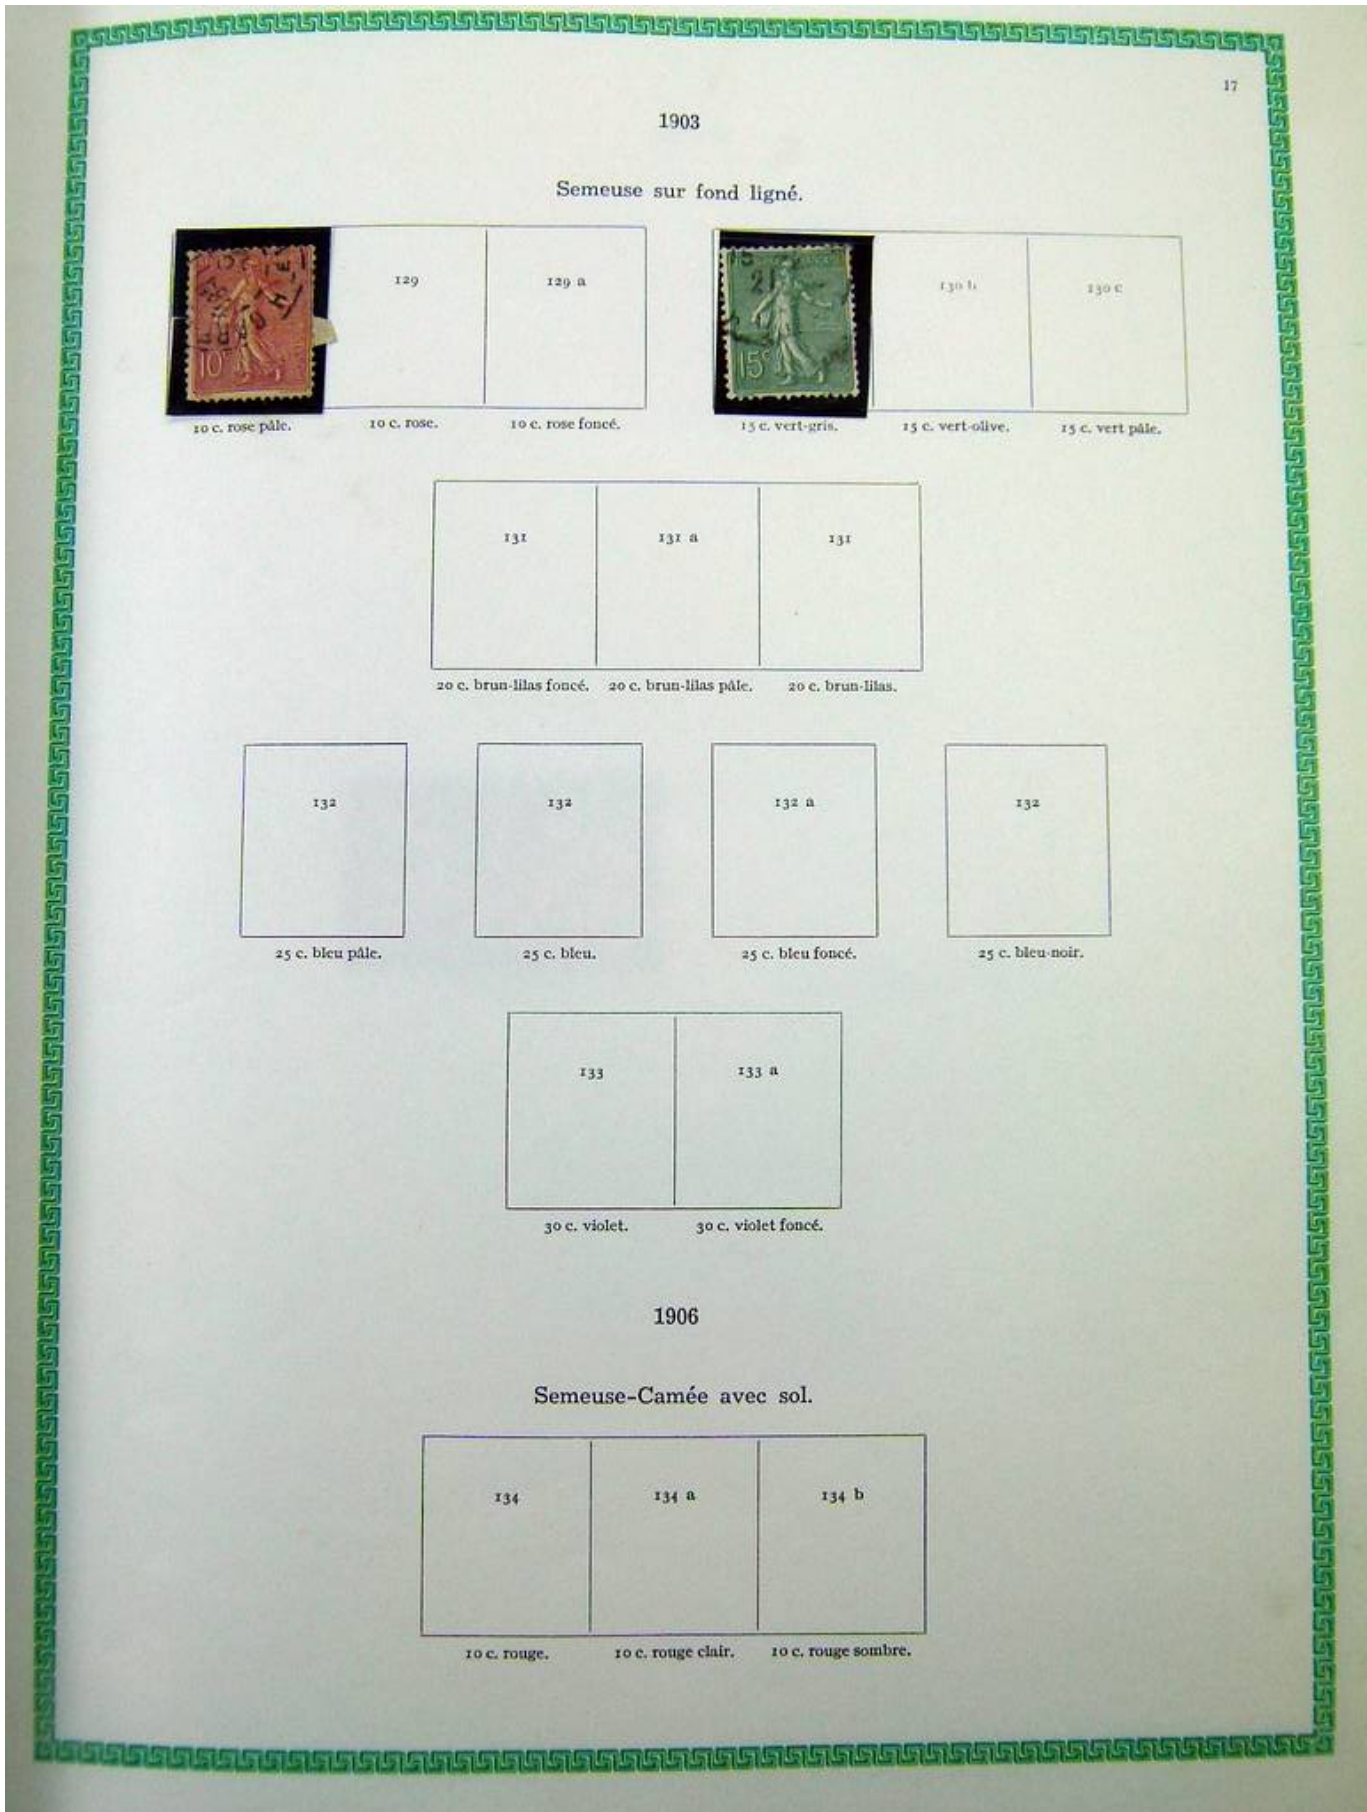 17
1903
Semeuse sur fond ligné.
129
129 a
130 b
130 c
10 c
15 c
21
10 c. rose pâle.
10 c. rose.
10 c. rose foncé.
15 c. vert-gris.
15 c. vert-olive.
15 c. vert pâle.
131
131 a
131
20 c. brun-lilas foncé.
20 c. brun-lilas pâle.
20 c. brun-lilas.
132
132
132 a
132
25 c. bleu pâle.
25 c. bleu.
25 c. bleu foncé.
25 c. bleu-noir.
133
133 a
30 c. violet.
30 c. violet foncé.
1906
Semeuse-Camée avec sol.
134
134 a
134 b
10 c. rouge.
10 c. rouge clair.
10 c. rouge sombre.